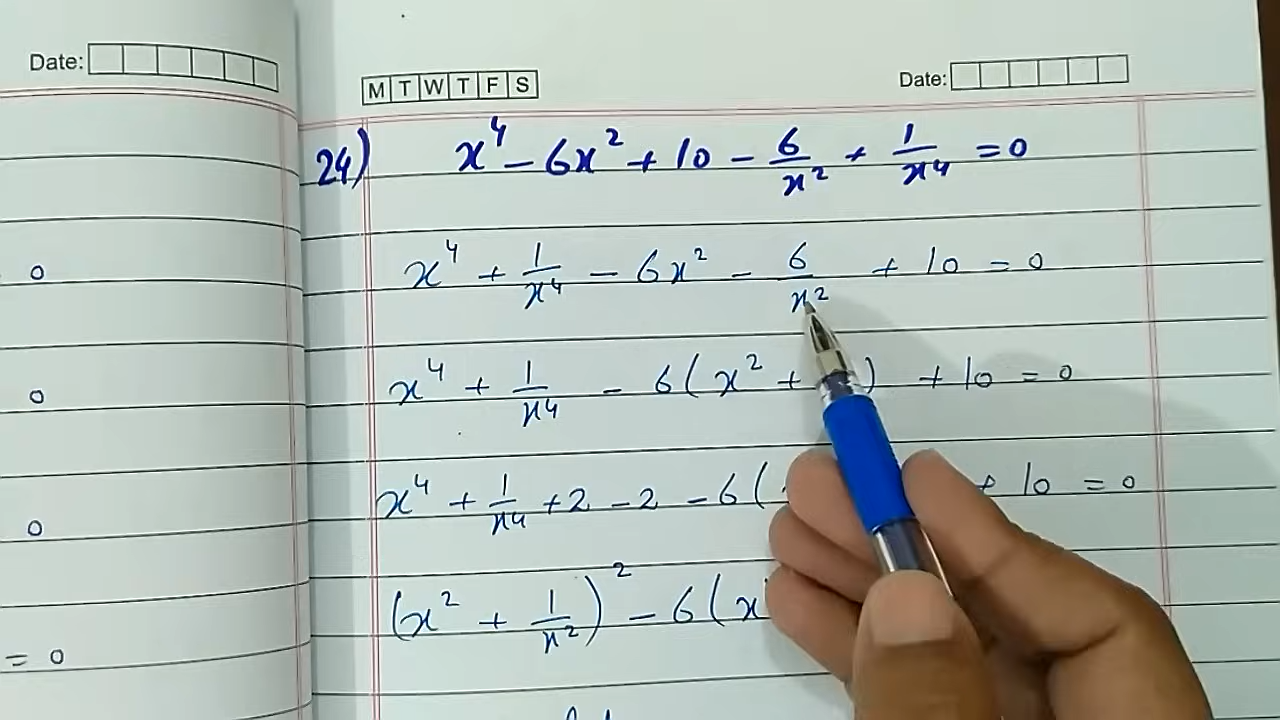 Date:
0
0
0
= 0
M T W T F S
Date:
24) x⁴ - 6x² + 10 - 6/x² + 1/x⁴ = 0
x⁴ + 1/x⁴ - 6x² - 6/x² + 10 = 0
x⁴ + 1/x⁴ - 6(x² + ) + 10 = 0
x⁴ + 1/x⁴ + 2 - 2 - 6( + 10 = 0
(x² + 1/x²)² - 6(x